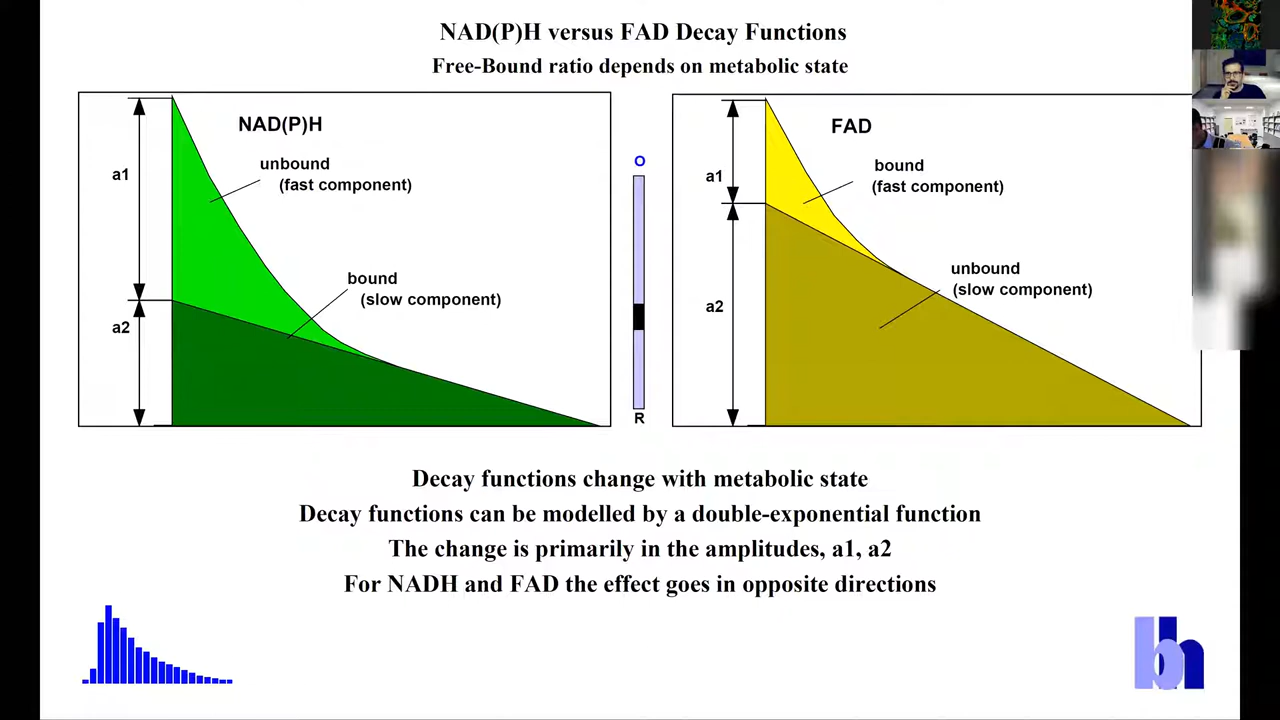 NAD(P)H versus FAD Decay Functions
Free-Bound ratio depends on metabolic state
NAD(P)H
unbound
(fast component)
a1
bound
(slow component)
a2
O
R
FAD
bound
(fast component)
a1
unbound
(slow component)
a2
Decay functions change with metabolic state
Decay functions can be modelled by a double-exponential function
The change is primarily in the amplitudes, a1, a2
For NADH and FAD the effect goes in opposite directions
bh